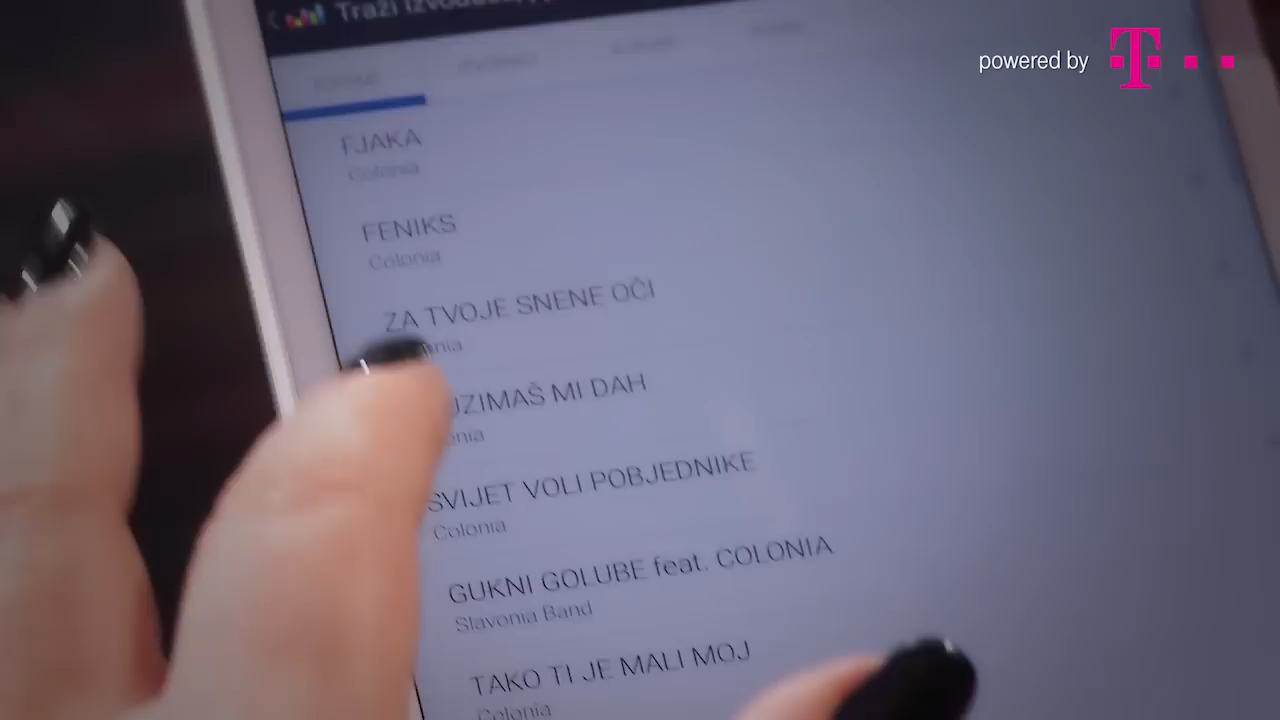 Traži
powered by T
FJAKA
Colonia
FENIKS
Colonia
ZA TVOJE SNENE OČI
UZIMAŠ MI DAH
SVIJET VOLI POBJEDNIKE
Colonia
GUKNI GOLUBE feat. COLONIA
Slavonia Band
TAKO TI JE MALI MOJ
Colonia